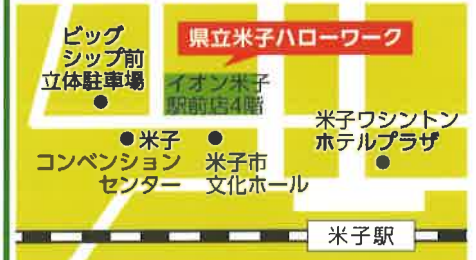 ビッグ
シップ前
立体駐車場
県立米子ハローワーク
イオン米子
駅前店4階
米子
コンベンション
センター
米子市
文化ホール
米子ワシントン
ホテルプラザ
米子駅